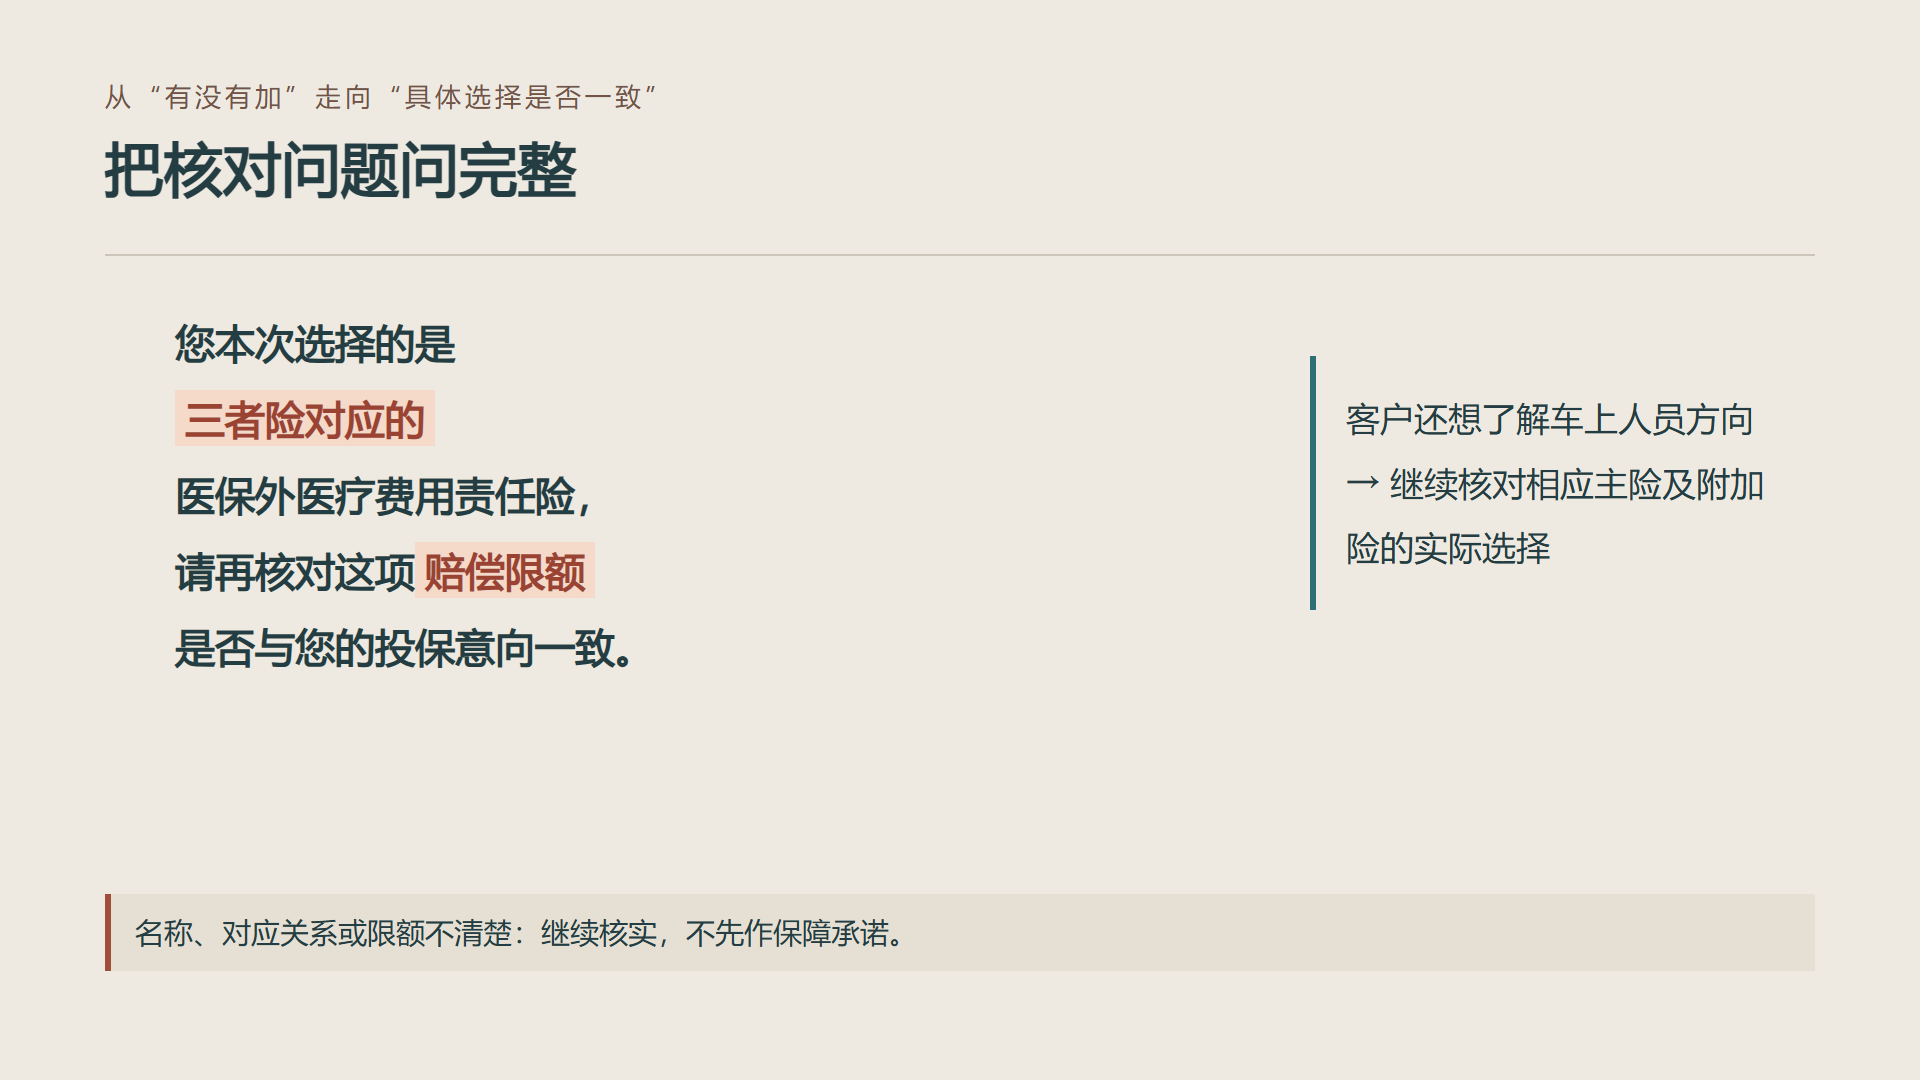 从“有没有加”走向“具体选择是否一致”
把核对问题问完整
您本次选择的是
三者险对应的
医保外医疗费用责任险，
请再核对这项赔偿限额
是否与您的投保意向一致。
客户还想了解车上人员方向
→ 继续核对相应主险及附加
险的实际选择
名称、对应关系或限额不清楚：继续核实，不先作保障承诺。